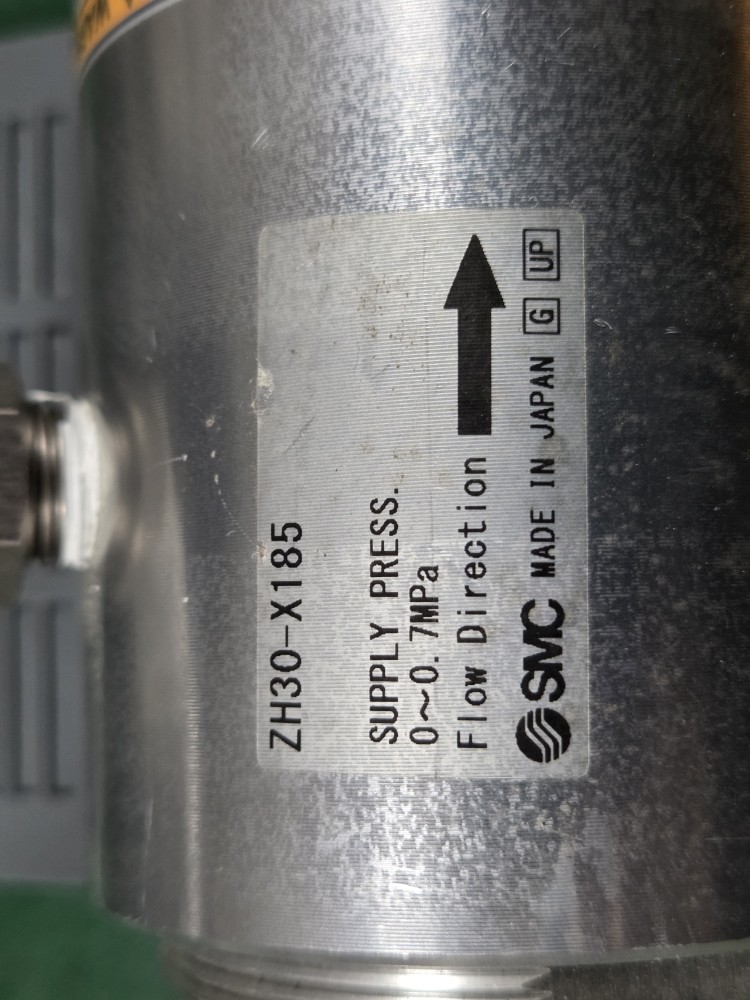 ZH30-X185
SUPPLY PRESS.
0～0.7MPa
Flow Direction
SMC MADE IN JAPAN G UP